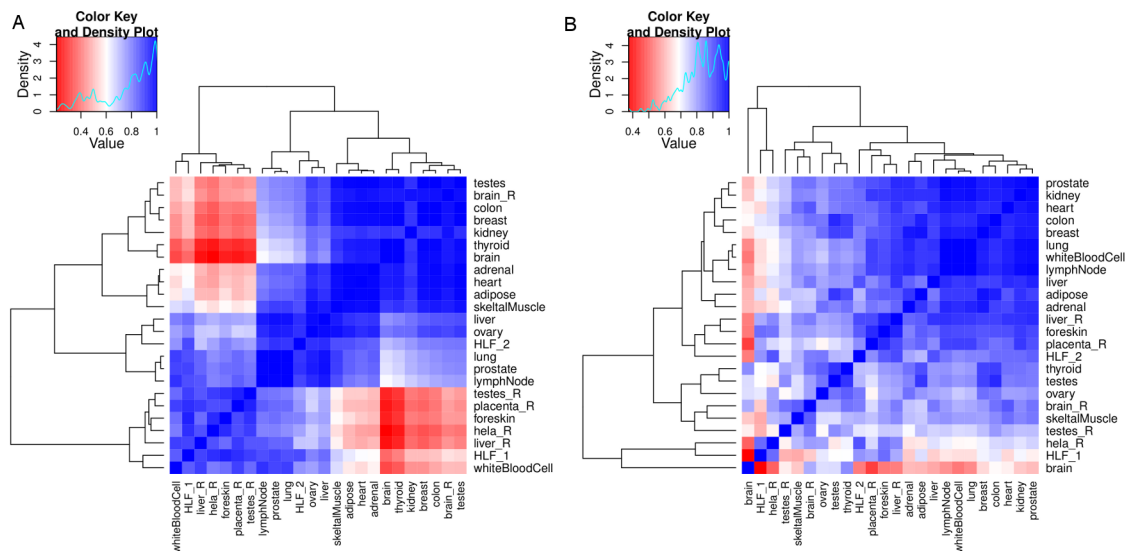 A
Color Key
and Density Plot
Density
0 1 2 3 4
0.4 0.6 0.8 1
Value
testes
brain_R
colon
breast
kidney
thyroid
brain
adrenal
heart
adipose
skeltalMuscle
liver
ovary
HLF_2
lung
prostate
lymphNode
testes_R
placenta_R
foreskin
hela_R
liver_R
HLF_1
whiteBloodCell
whiteBloodCell
HLF_1
liver_R
hela_R
foreskin
placenta_R
testes_R
lymphNode
prostate
lung
HLF_2
ovary
liver
skeltalMuscle
adipose
heart
adrenal
brain
thyroid
kidney
breast
colon
brain_R
testes
B
Color Key
and Density Plot
Density
0 1 2 3 4
0.4 0.6 0.8 1
Value
prostate
kidney
heart
colon
breast
lung
whiteBloodCell
lymphNode
liver
adipose
adrenal
liver_R
foreskin
placenta_R
HLF_2
thyroid
testes
ovary
brain_R
skeltalMuscle
testes_R
hela_R
HLF_1
brain
brain
HLF_1
hela_R
testes_R
skeltalMuscle
brain_R
ovary
testes
thyroid
HLF_2
placenta_R
foreskin
liver_R
adrenal
adipose
liver
lymphNode
whiteBloodCell
lung
breast
colon
heart
kidney
prostate